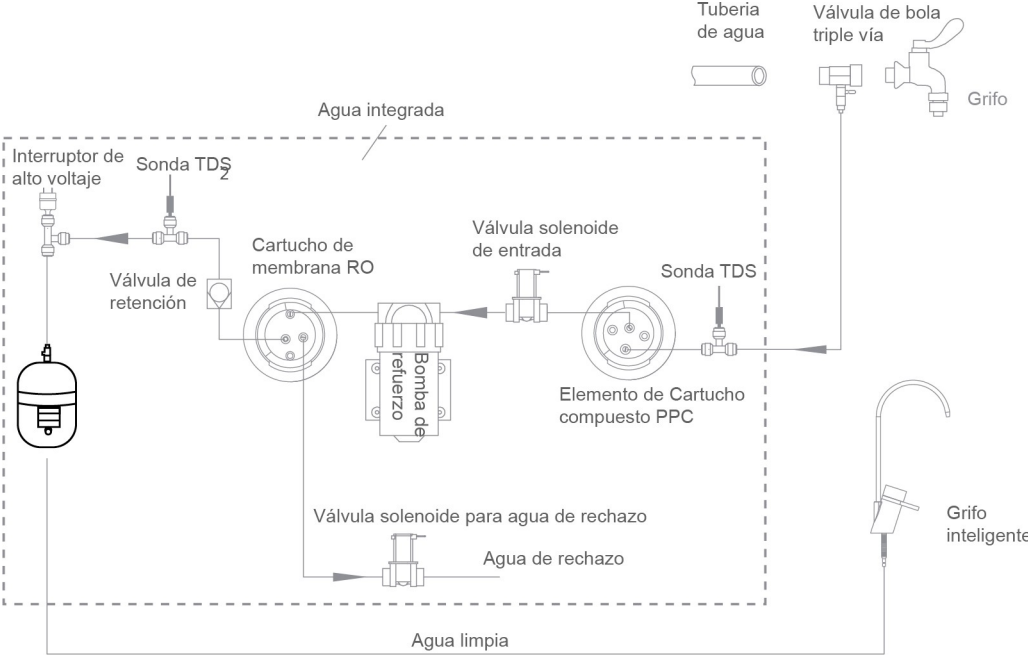 Tuberia
de agua
Válvula de bola
triple vía
Grifo
Agua integrada
Interruptor de
alto voltaje
Sonda TDS
2
Válvula solenoide
de entrada
Cartucho de
membrana RO
Sonda TDS
Válvula de
retención
Bomba de
refuerzo
Elemento de Cartucho
compuesto PPC
Válvula solenoide para agua de rechazo
Agua de rechazo
Grifo
inteligente
Agua limpia